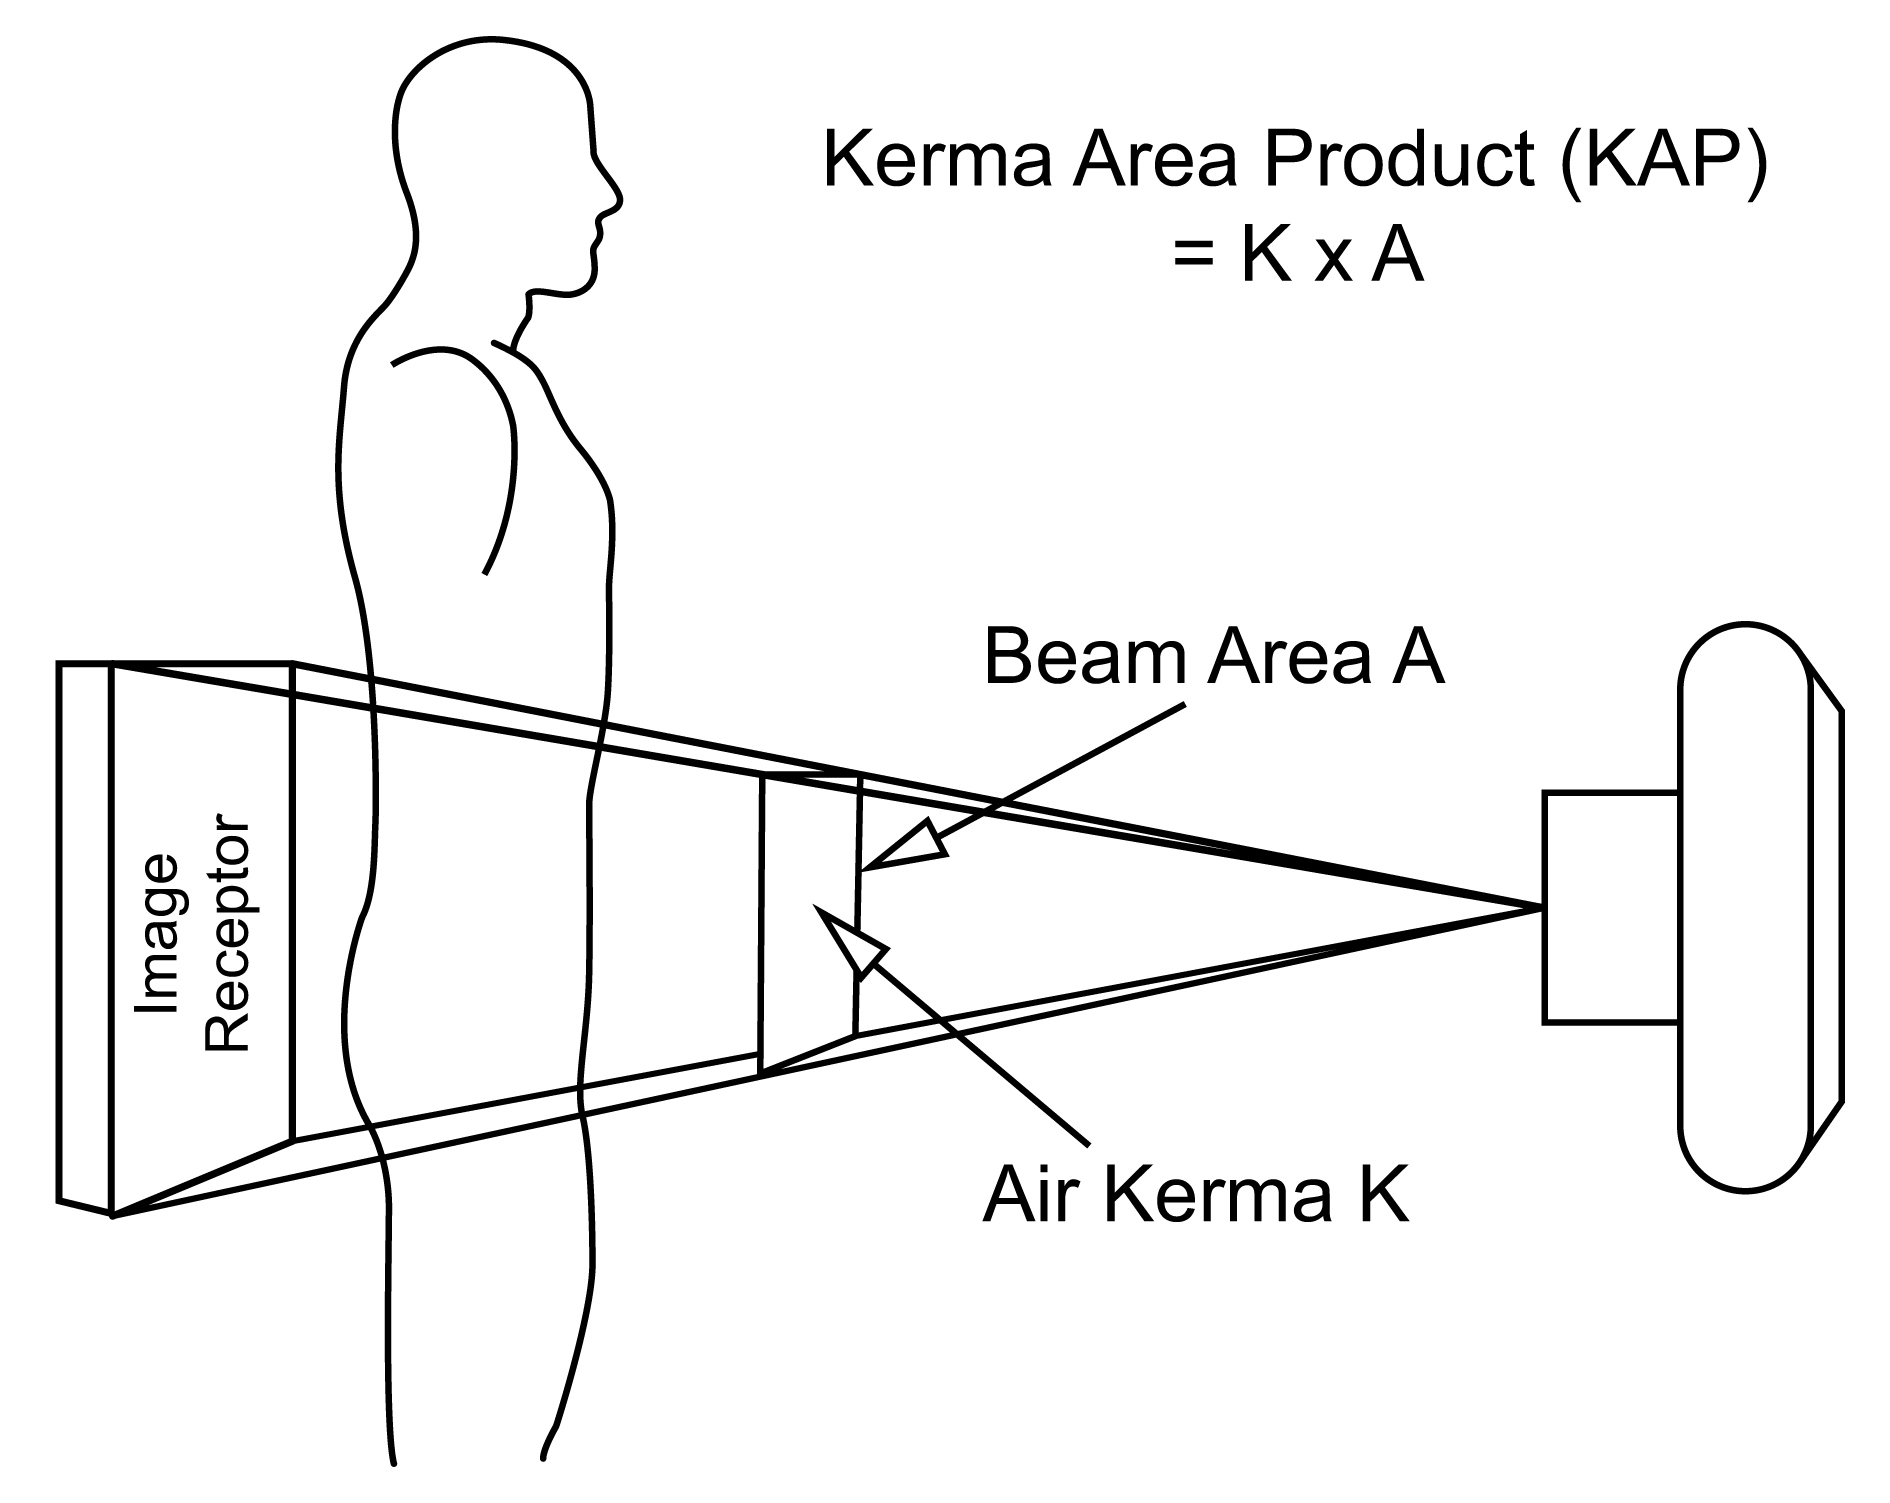 Kerma Area Product (KAP)
= K x A
Beam Area A
Image
Receptor
Air Kerma K